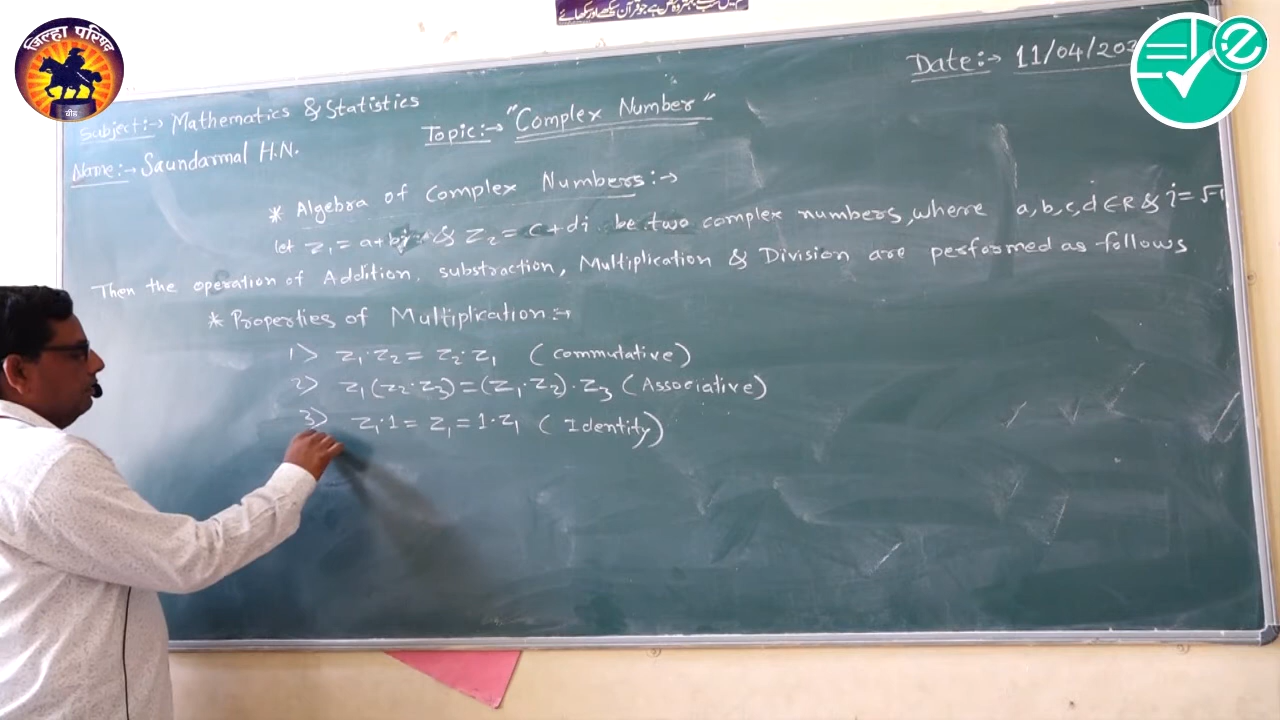 जिल्हा परिषद
बीड
Date:→ 11/04/202
Subject:→ Mathematics & Statistics
Topic:→ "Complex Number"
Name:→ Saundarmal H.N.
* Algebra of Complex Numbers:→
let z₁ = a+bi & z₂ = c+di be two complex numbers, where a,b,c,d ∈ R & i = √-1
Then the operation of Addition, substraction, Multiplication & Division are performed as follows
* Properties of Multiplication:→
1> z₁·z₂ = z₂·z₁ (commutative)
2> z₁(z₂·z₃) = (z₁·z₂)·z₃ (Associative)
3> z₁·1 = z₁ = 1·z₁ (Identity)